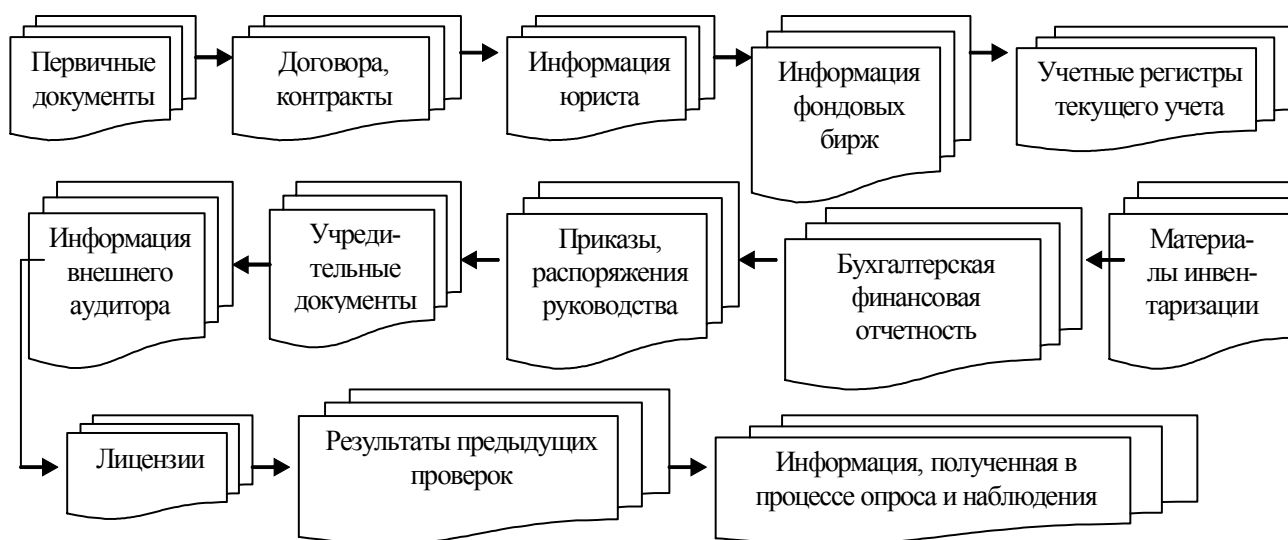 Первичные
документы
Договора,
контракты
Информация
юриста
Информация
фондовых
бирж
Учетные регистры
текущего учета
Информация
внешнего
аудитора
Учреди-
тельные
документы
Приказы,
распоряжения
руководства
Бухгалтерская
финансовая
отчетность
Материа-
лы инвен-
таризации
Лицензии
Результаты предыдущих
проверок
Информация, полученная в
процессе опроса и наблюдения